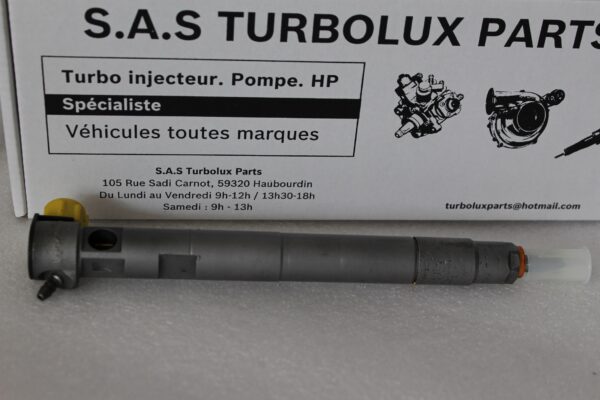 S.A.S TURBOLUX PARTS
Turbo injecteur. Pompe. HP
Spécialiste
Véhicules toutes marques
S.A.S Turbolux Parts
105 Rue Sadi Carnot, 59320 Haubourdin
Du Lundi au Vendredi 9h-12h / 13h30-18h
Samedi : 9h - 13h
turboluxparts@hotmail.com